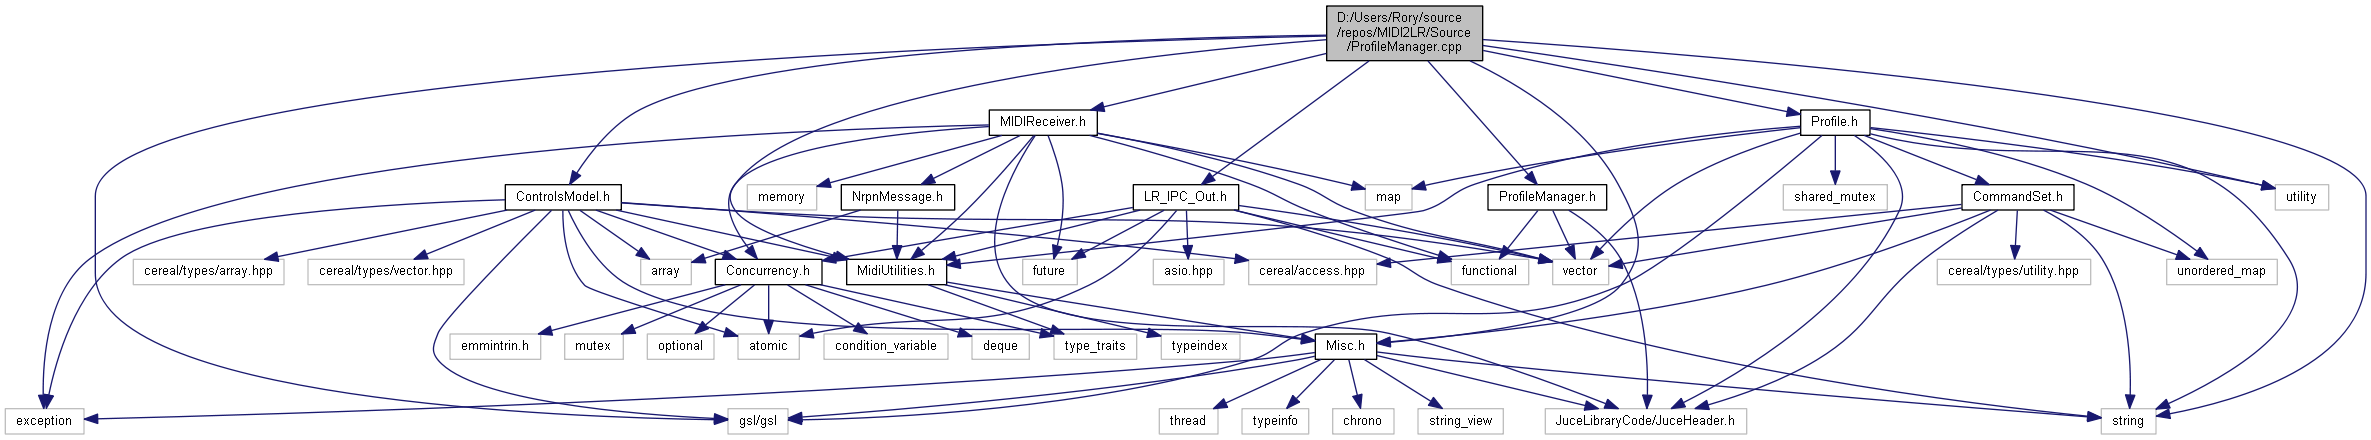 D:/Users/Rory/source
/repos/MIDI2LR/Source
/ProfileManager.cpp
MIDIReceiver.h
Profile.h
ControlsModel.h
memory
NrpnMessage.h
LR_IPC_Out.h
ProfileManager.h
map
shared_mutex
CommandSet.h
utility
cereal/types/array.hpp
cereal/types/vector.hpp
array
Concurrency.h
MidiUtilities.h
future
asio.hpp
cereal/access.hpp
functional
vector
cereal/types/utility.hpp
unordered_map
emmintrin.h
mutex
optional
atomic
condition_variable
deque
type_traits
typeindex
Misc.h
exception
gsl/gsl
thread
typeinfo
chrono
string_view
JuceLibraryCode/JuceHeader.h
string